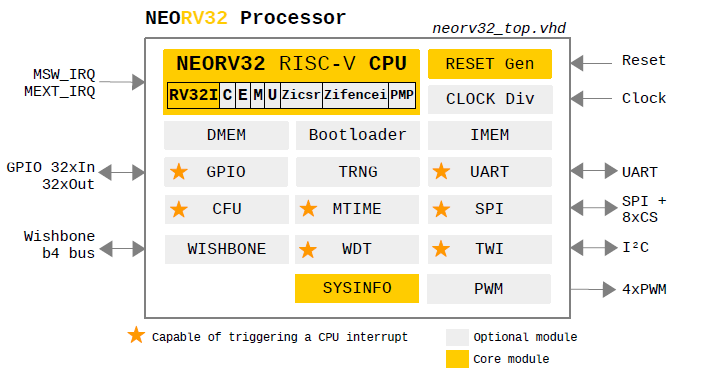 NEORV32 Processor
neorv32_top.vhd
NEORV32 RISC-V CPU
RV32I C E M U Zicsr Zifencei PMP
RESET Gen
CLOCK Div
MSW_IRQ
MEXT_IRQ
Reset
Clock
DMEM Bootloader IMEM
GPIO 32xIn
32xOut
GPIO TRNG UART
UART
CFU MTIME SPI
SPI +
8xCS
Wishbone
b4 bus
WISHBONE WDT TWI
I²C
SYSINFO PWM
4xPWM
Capable of triggering a CPU interrupt
Optional module
Core module